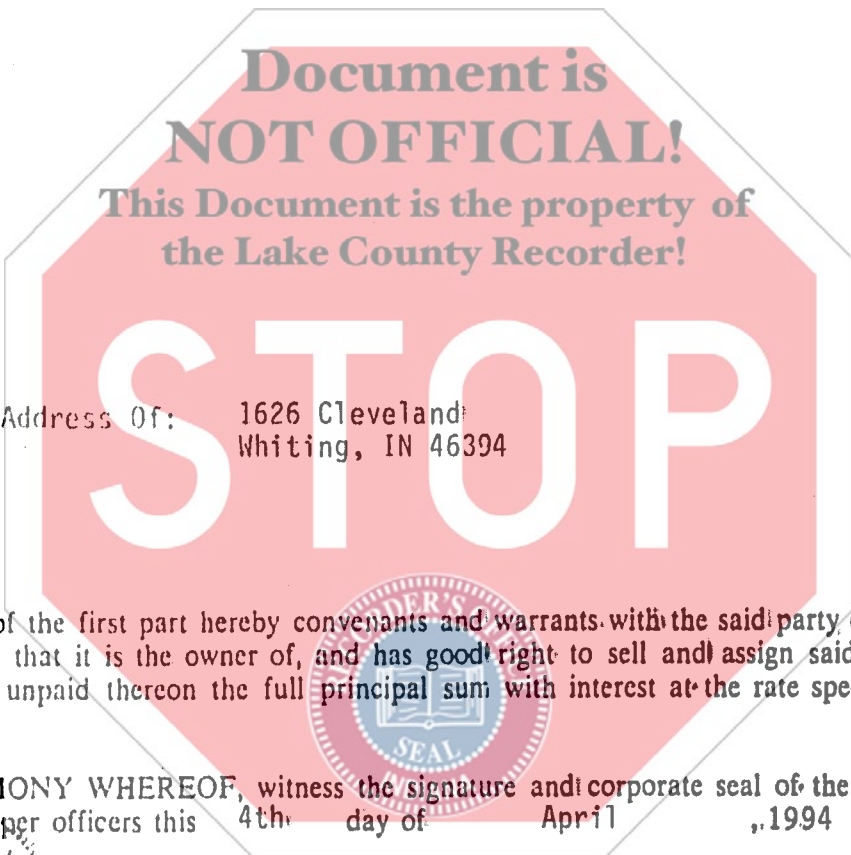 Document is
NOT OFFICIAL!
This Document is the property of
the Lake County Recorder!
STOP
Address Of: 1626 Cleveland
Whiting, IN 46394
of the first part hereby convenants and warrants with the said party
that it is the owner of, and has good right to sell and assign said
unpaid thereon the full principal sum with interest at the rate spe
RECORDER'S OFFICE
SEAL
INDIANA
IONY WHEREOF, witness the signature and corporate seal of the
per officers this 4th day of April , 1994